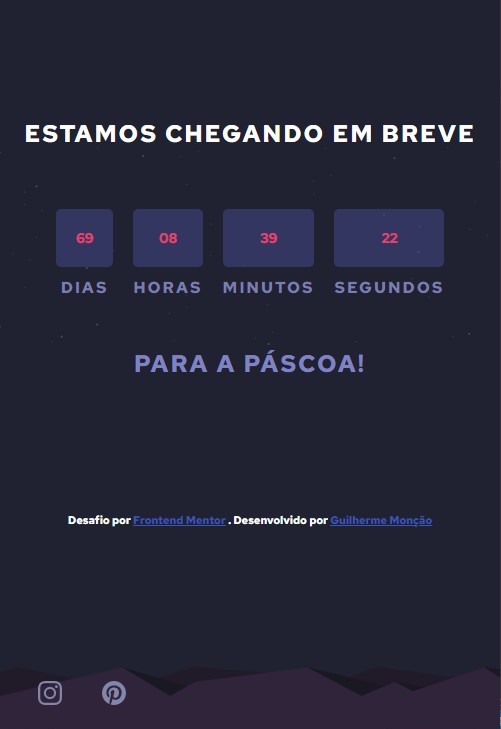 ESTAMOS CHEGANDO EM BREVE
69 08 39 22
DIAS HORAS MINUTOS SEGUNDOS
PARA A PÁSCOA!
Desafio por Frontend Mentor . Desenvolvido por Guilherme Monção